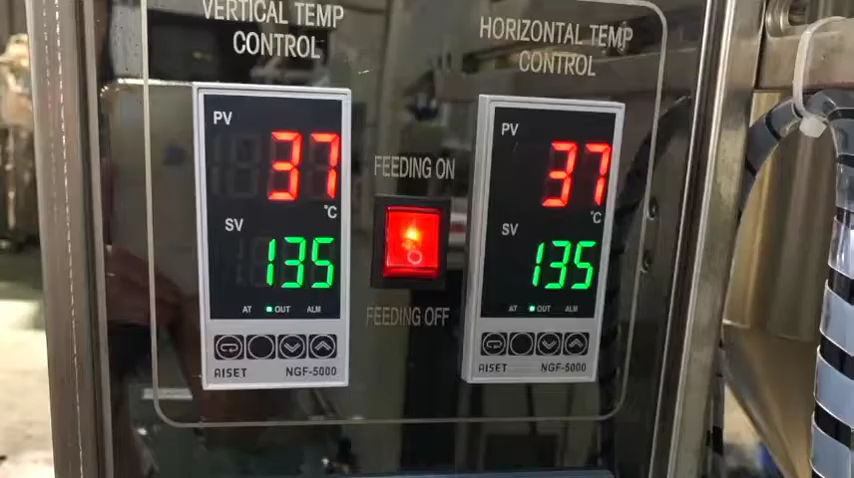 VERTICAL TEMP
CONTROL
PV
37
°C
SV
135
AT OUT ALM
AISET NGF-5000
FEEDING ON
FEEDING OFF
HORIZONTAL TEMP
CONTROL
PV
37
°C
SV
135
AT OUT ALM
AISET NGF-5000